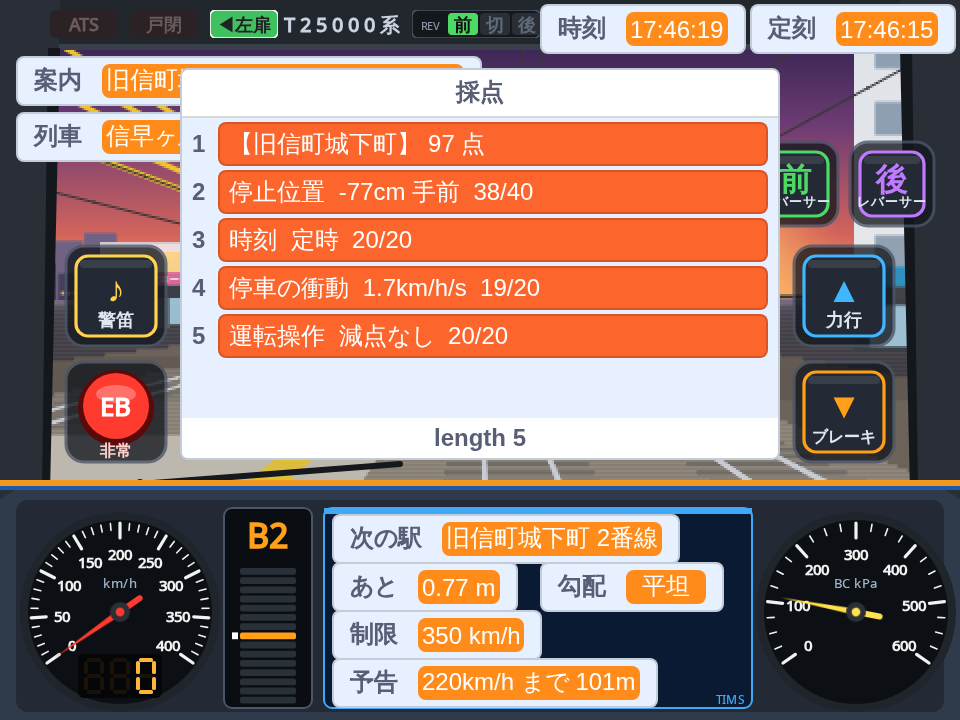 ATS 戸閉 ◀左扉 T25000系 REV 前 切 後
時刻 17:46:19 定刻 17:46:15
案内 旧信町
列車 信早ヶ
採点
1 【旧信町城下町】 97 点
2 停止位置 -77cm 手前 38/40
3 時刻 定時 20/20
4 停車の衝動 1.7km/h/s 19/20
5 運転操作 減点なし 20/20
length 5
前
バーサー
後
レバーサー
♪
警笛
▲
力行
EB
非常
▼
ブレーキ
0 50 100 150 200 250 300 350 400
km/h
0
B2
次の駅 旧信町城下町 2番線
あと 0.77 m 勾配 平坦
制限 350 km/h
予告 220km/h まで 101m
TIMS
0 100 200 300 400 500 600
BC kPa